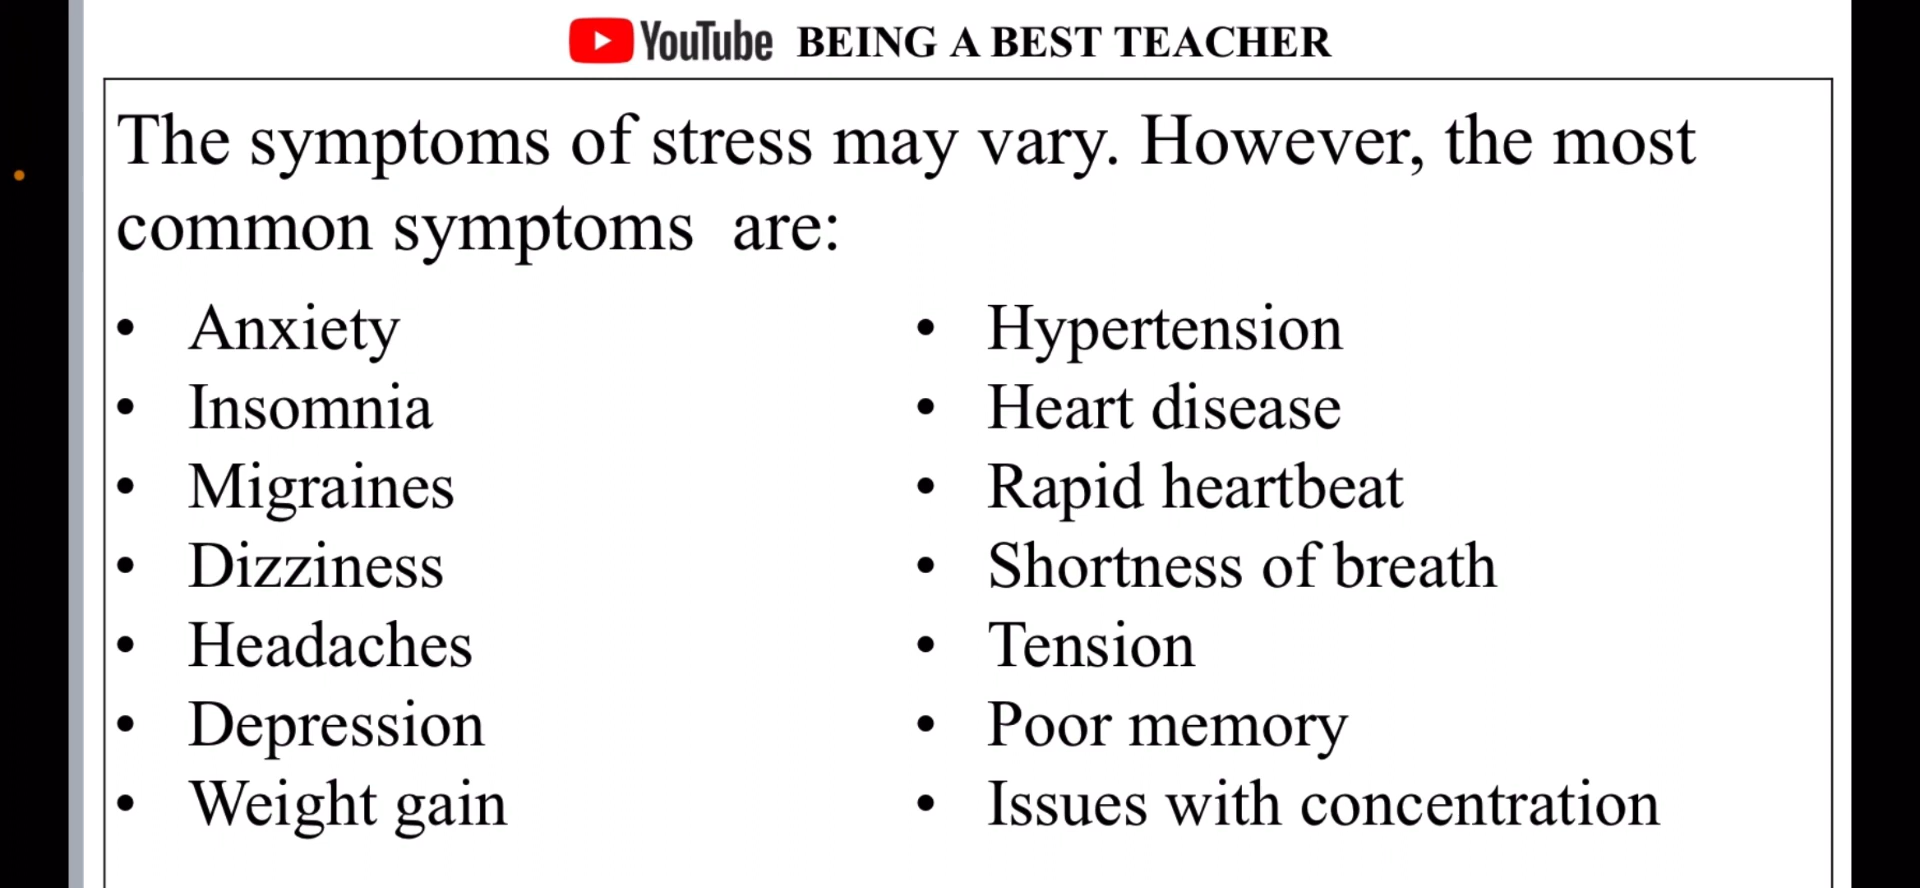 YouTube BEING A BEST TEACHER
The symptoms of stress may vary. However, the most
common symptoms are:
• Anxiety
• Insomnia
• Migraines
• Dizziness
• Headaches
• Depression
• Weight gain
• Hypertension
• Heart disease
• Rapid heartbeat
• Shortness of breath
• Tension
• Poor memory
• Issues with concentration